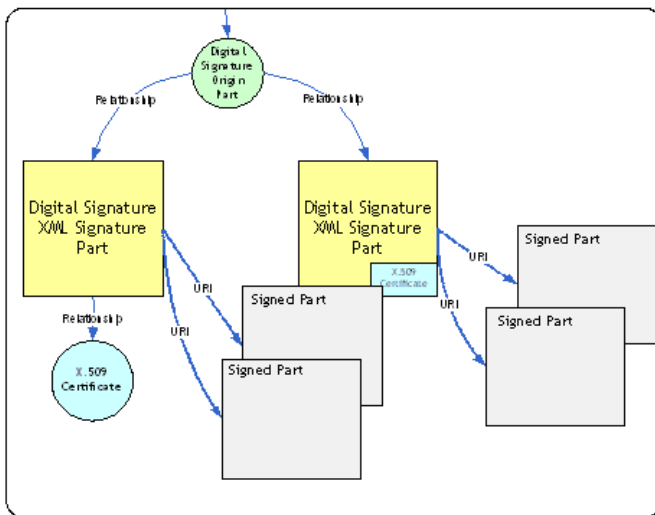 Digital
Signature
Origin
Part
Relationship
Relationship
Digital Signature
XML Signature
Part
Digital Signature
XML Signature
Part
X.509
Certificate
URI
URI
Relationship
URI
URI
Signed Part
Signed Part
Signed Part
Signed Part
X.509
Certificate